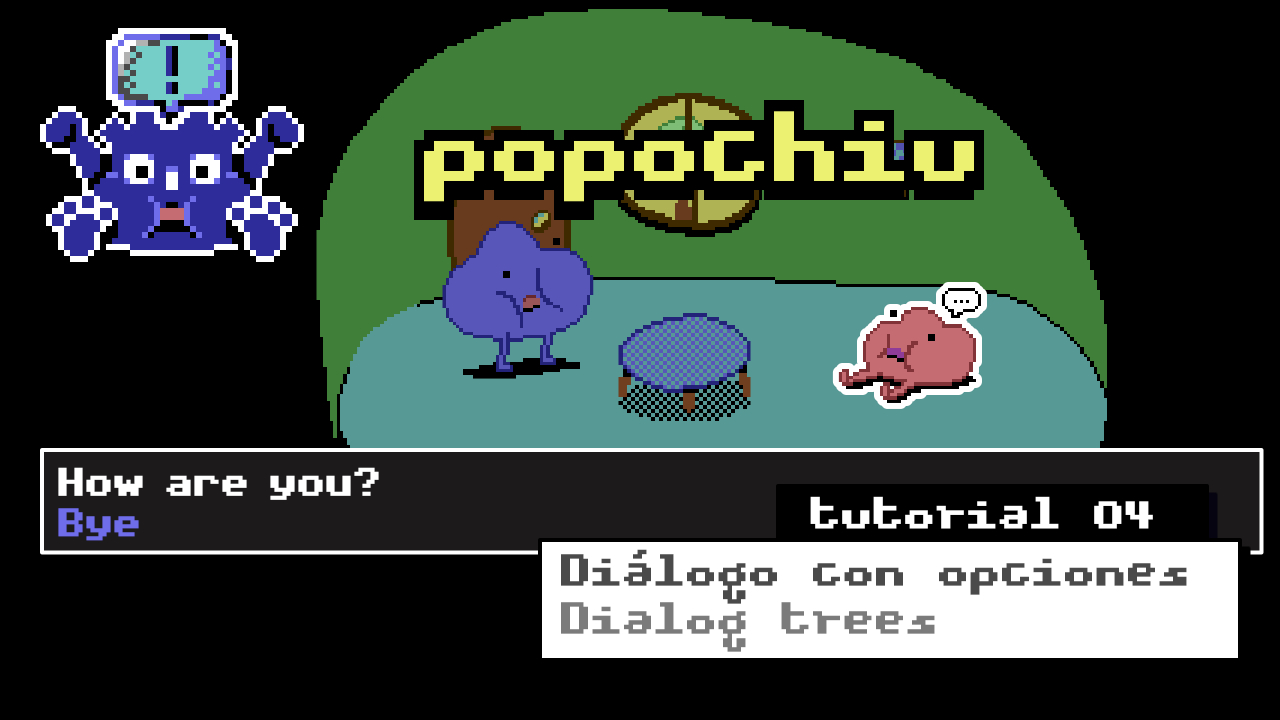 !
popochiu
...
How are you?
Bye
tutorial 04
Diálogo con opciones
Dialog trees